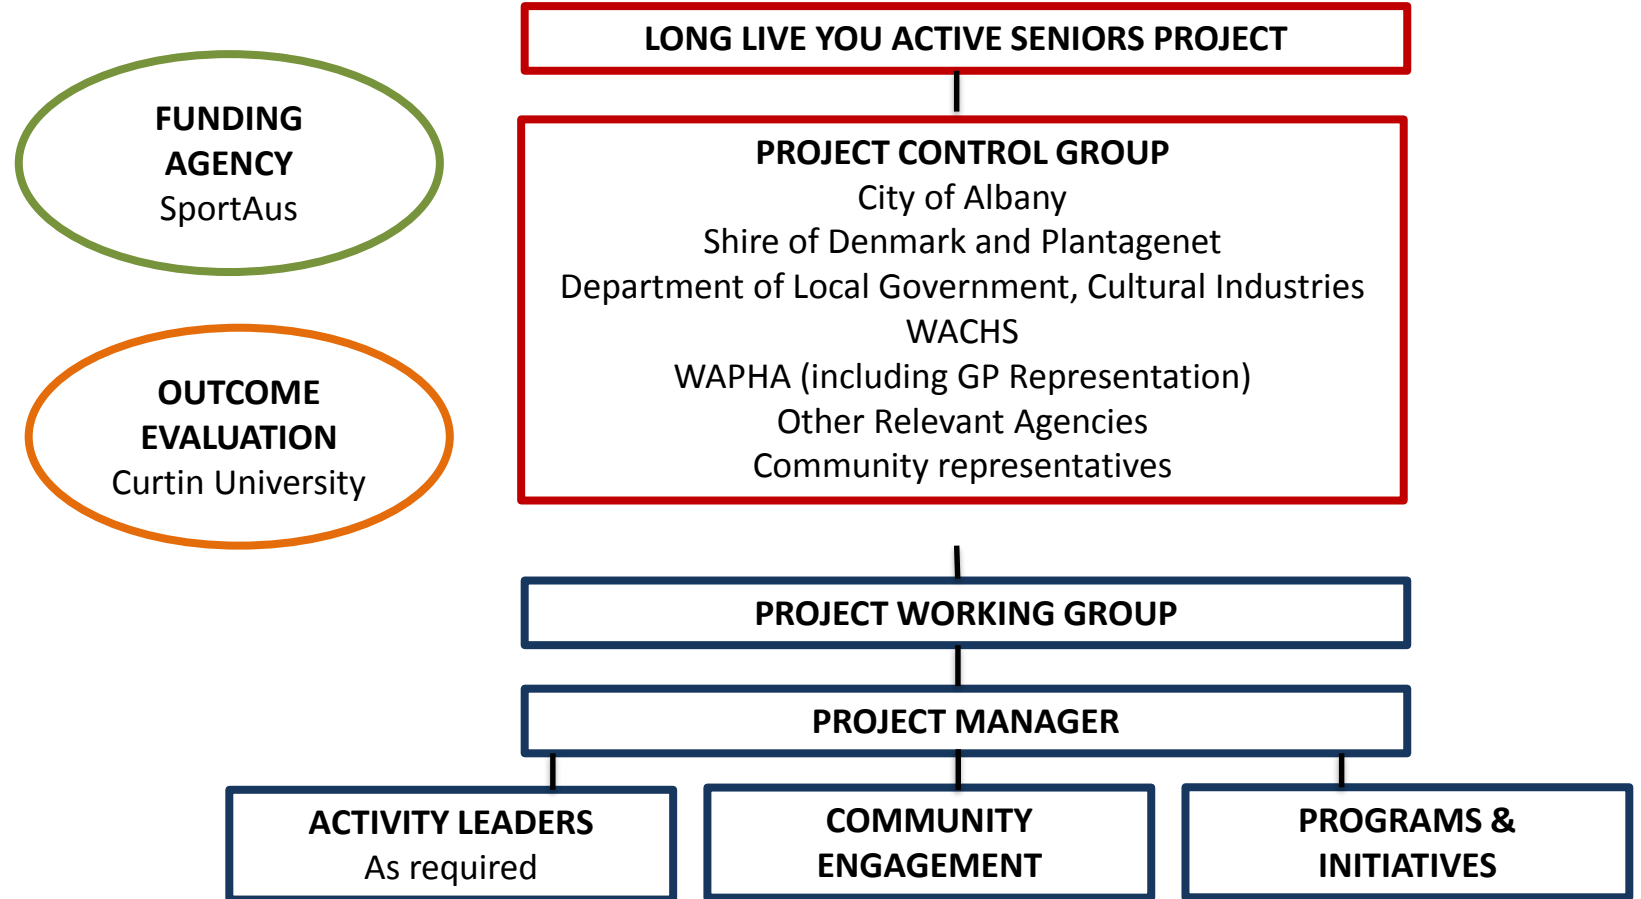 LONG LIVE YOU ACTIVE SENIORS PROJECT
FUNDING
AGENCY
SportAus
PROJECT CONTROL GROUP
City of Albany
Shire of Denmark and Plantagenet
Department of Local Government, Cultural Industries
WACHS
WAPHA (including GP Representation)
Other Relevant Agencies
Community representatives
OUTCOME
EVALUATION
Curtin University
PROJECT WORKING GROUP
PROJECT MANAGER
ACTIVITY LEADERS
As required
COMMUNITY
ENGAGEMENT
PROGRAMS &
INITIATIVES